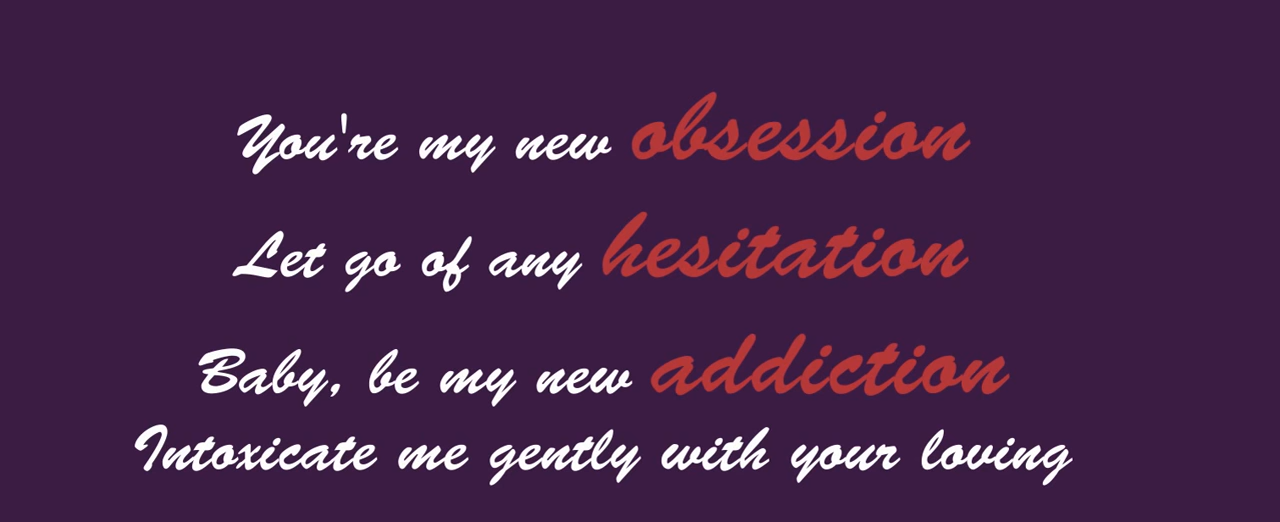 You're my new obsession
Let go of any hesitation
Baby, be my new addiction
Intoxicate me gently with your loving